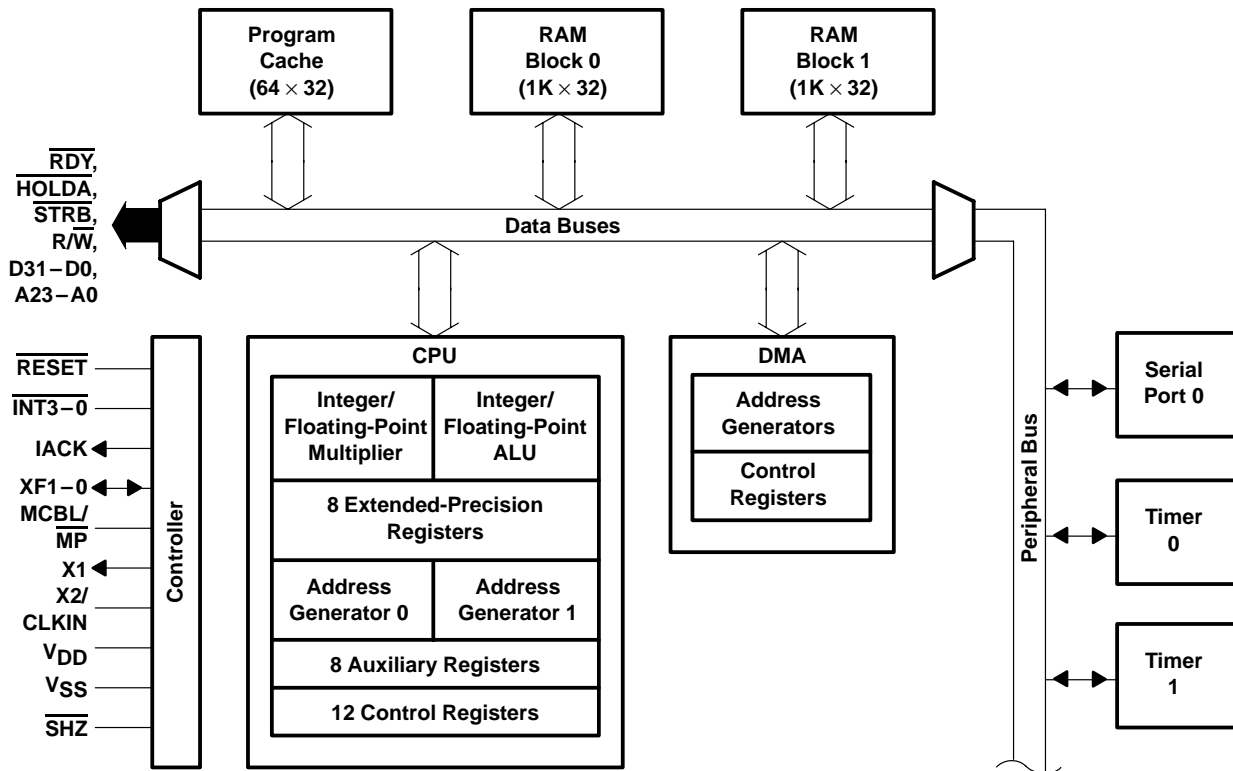 Program
Cache
(64 × 32)
RAM
Block 0
(1K × 32)
RAM
Block 1
(1K × 32)
RDY,
HOLDA,
STRB,
R/W,
D31–D0,
A23–A0
Data Buses
RESET
INT3–0
IACK
XF1–0
MCBL/
MP
X1
X2/
CLKIN
VDD
VSS
SHZ
Controller
CPU
Integer/
Floating-Point
Multiplier
Integer/
Floating-Point
ALU
8 Extended-Precision
Registers
Address
Generator 0
Address
Generator 1
8 Auxiliary Registers
12 Control Registers
DMA
Address
Generators
Control
Registers
Peripheral Bus
Serial
Port 0
Timer
0
Timer
1